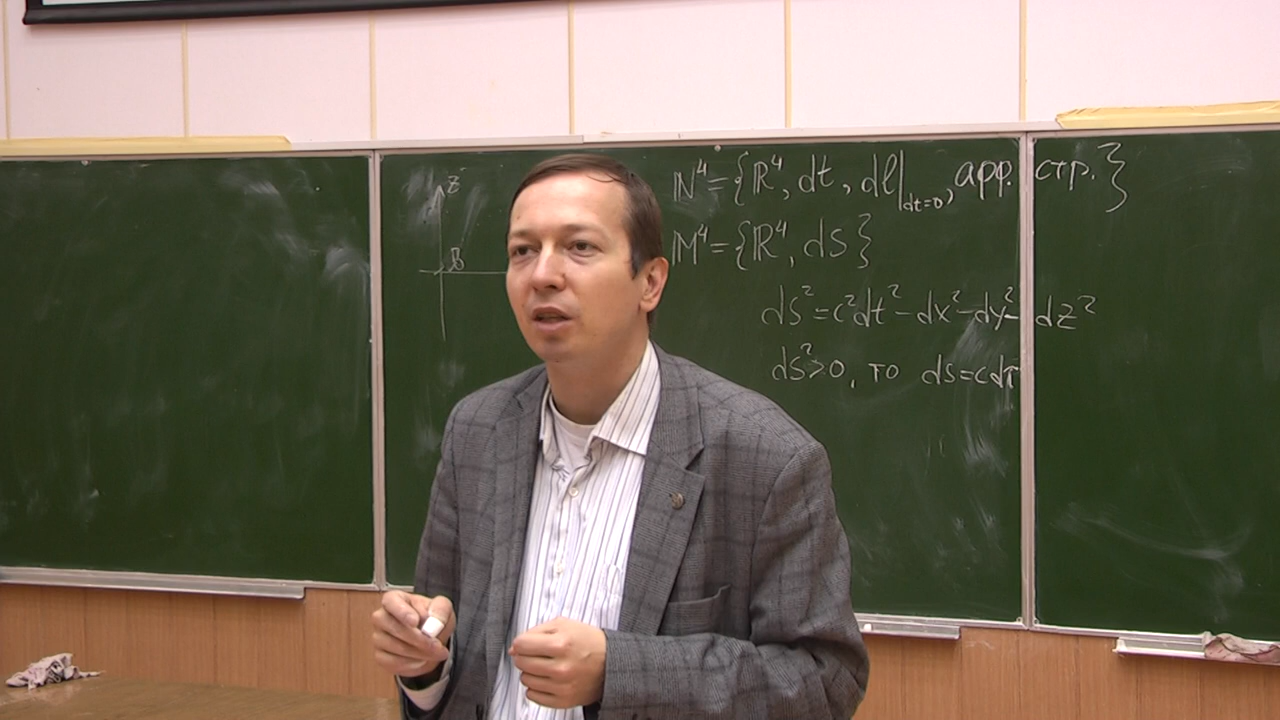 z
N⁴={ℝ⁴, dt, dl|dt=0, афф. стр.}
M⁴={ℝ⁴, ds}
ds²=c²dt²-dx²-dy²-dz²
ds²>0, то ds=cdτ